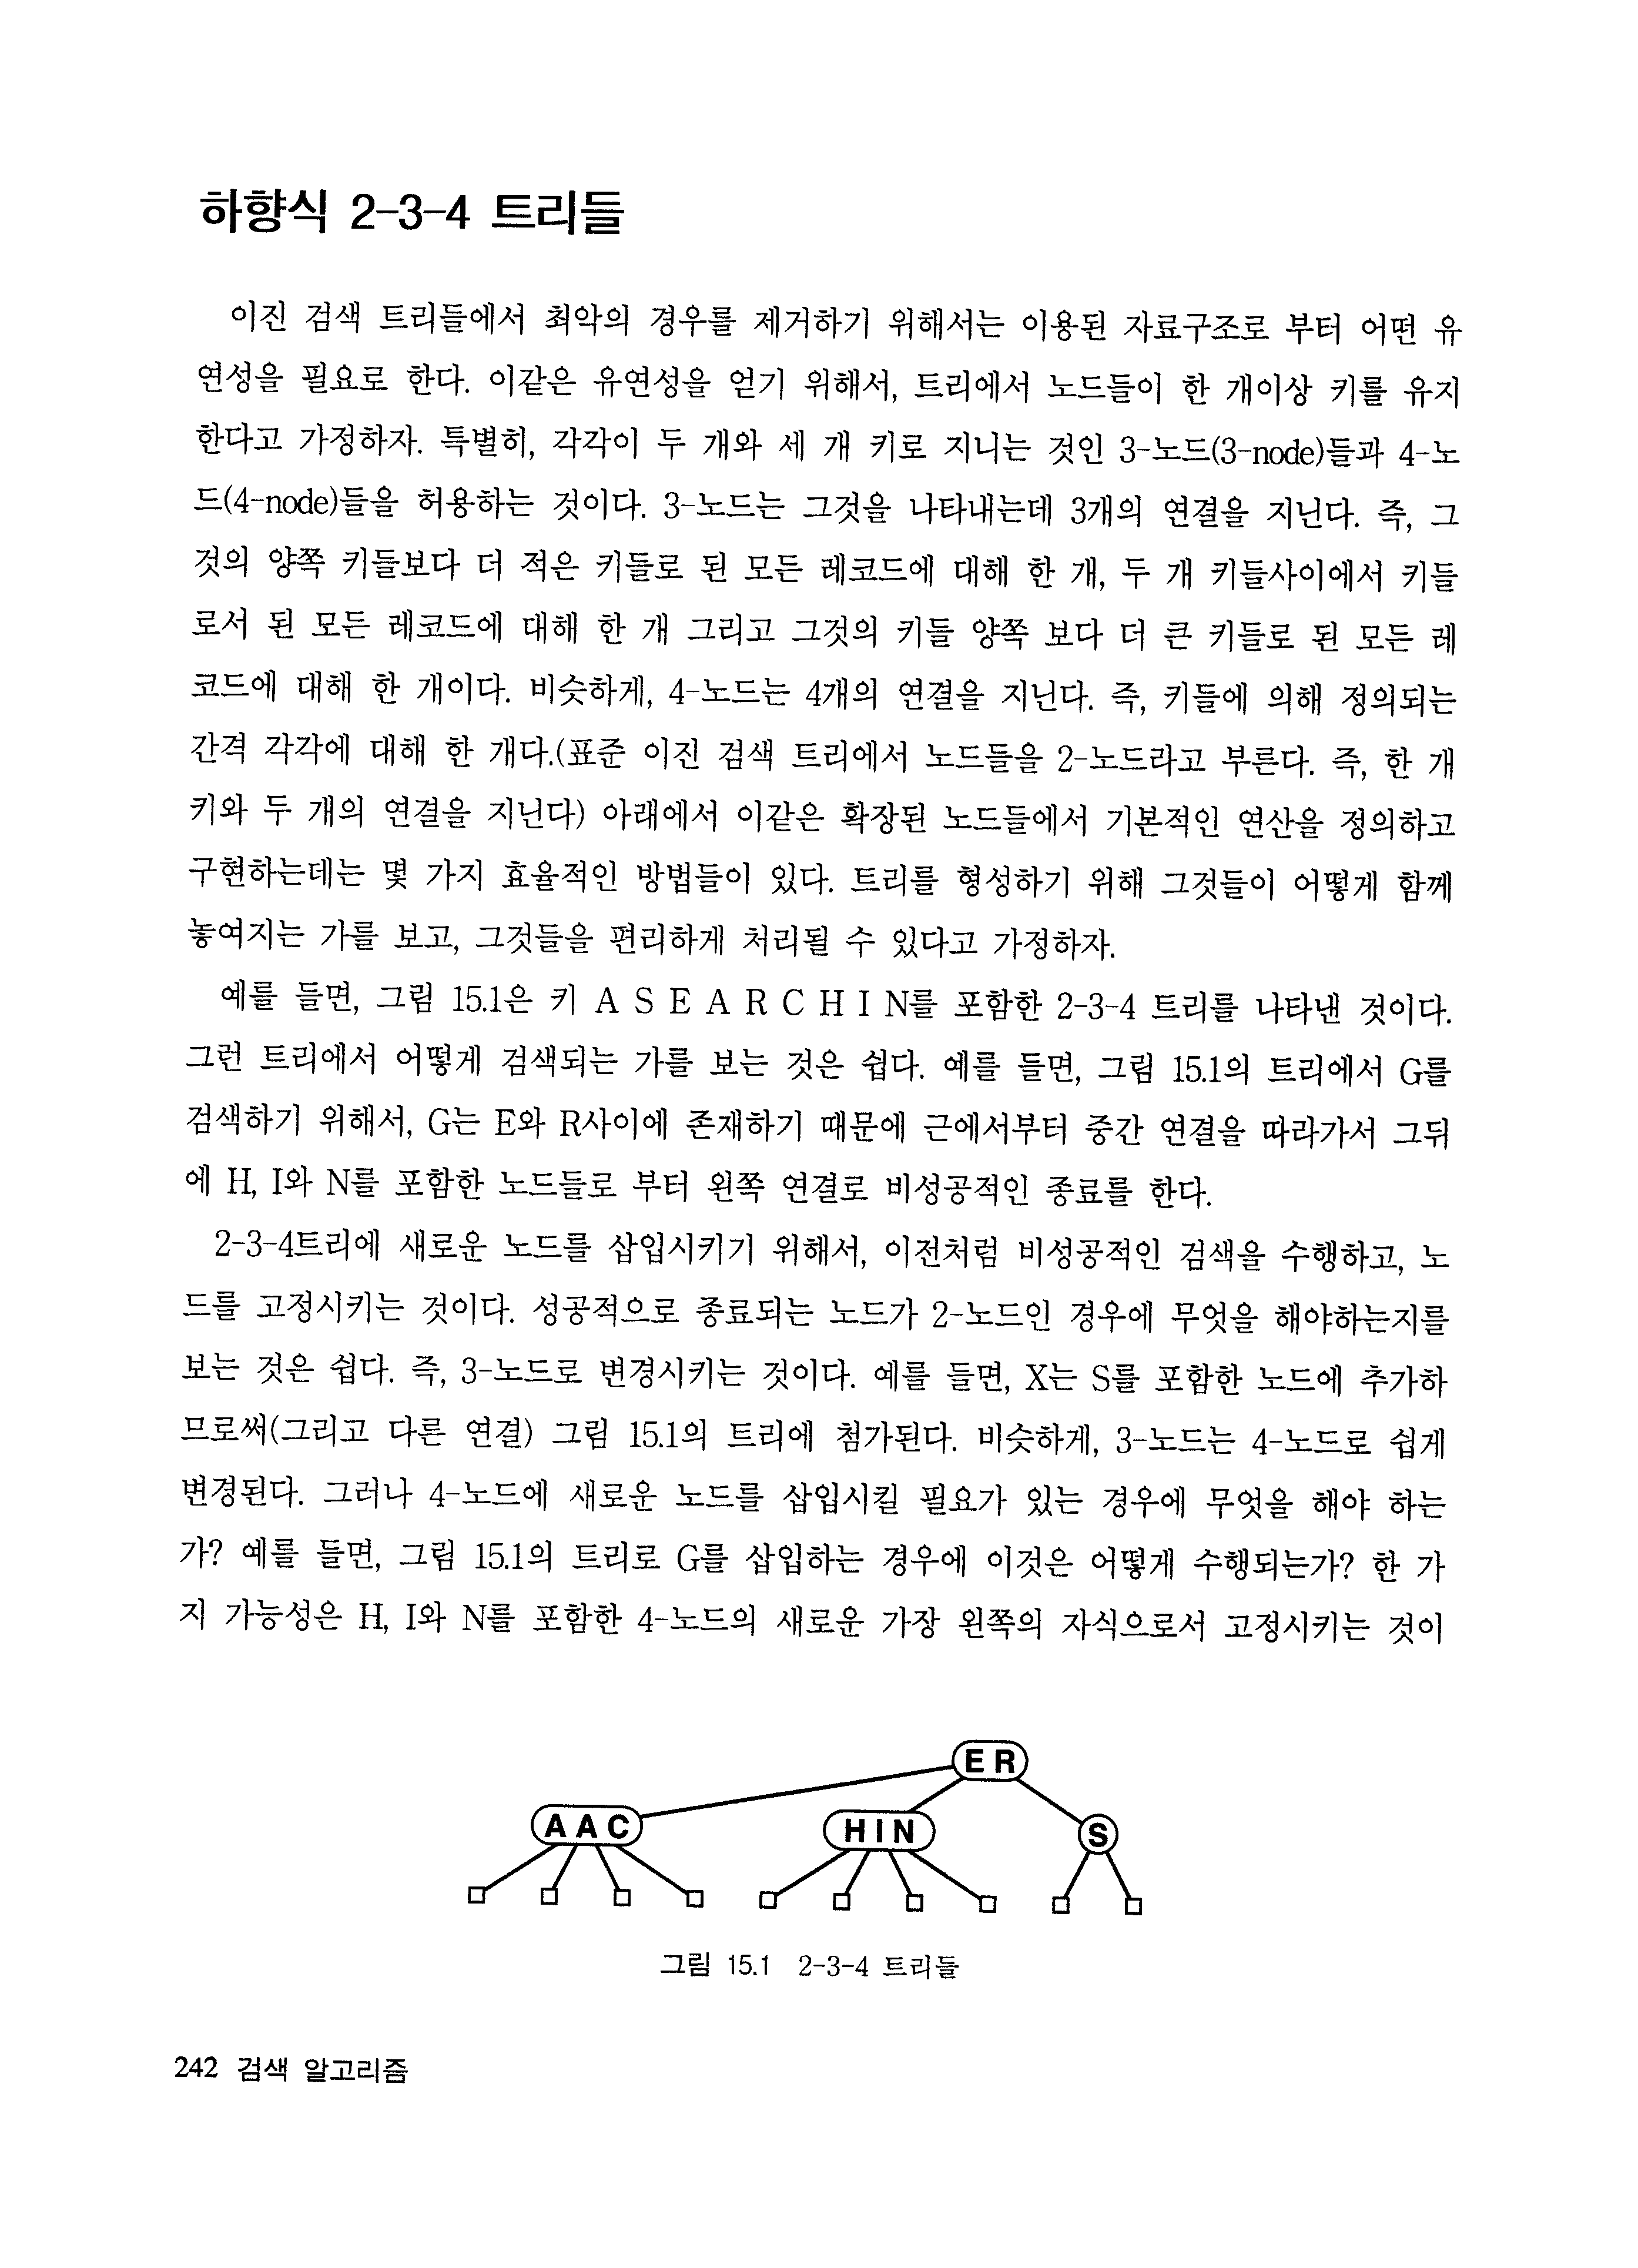 하향식 2-3-4 트리들
이진 검색 트리들에서 최악의 경우를 제거하기 위해서는 이용된 자료구조로 부터 어떤 유
연성을 필요로 한다. 이같은 유연성을 얻기 위해서, 트리에서 노드들이 한 개이상 키를 유지
한다고 가정하자. 특별히, 각각이 두 개와 세 개 키로 지니는 것인 3-노드(3-node)들과 4-노
드(4-node)들을 허용하는 것이다. 3-노드는 그것을 나타내는데 3개의 연결을 지닌다. 즉, 그
것의 양쪽 키들보다 더 적은 키들로 된 모든 레코드에 대해 한 개, 두 개 키들사이에서 키들
로서 된 모든 레코드에 대해 한 개 그리고 그것의 키들 양쪽 보다 더 큰 키들로 된 모든 레
코드에 대해 한 개이다. 비슷하게, 4-노드는 4개의 연결을 지닌다. 즉, 키들에 의해 정의되는
간격 각각에 대해 한 개다.(표준 이진 검색 트리에서 노드들을 2-노드라고 부른다. 즉, 한 개
키와 두 개의 연결을 지닌다) 아래에서 이같은 확장된 노드들에서 기본적인 연산을 정의하고
구현하는데는 몇 가지 효율적인 방법들이 있다. 트리를 형성하기 위해 그것들이 어떻게 함께
놓여지는 가를 보고, 그것들을 편리하게 처리될 수 있다고 가정하자.
예를 들면, 그림 15.1은 키 A S E A R C H I N를 포함한 2-3-4 트리를 나타낸 것이다.
그런 트리에서 어떻게 검색되는 가를 보는 것은 쉽다. 예를 들면, 그림 15.1의 트리에서 G를
검색하기 위해서, G는 E와 R사이에 존재하기 때문에 근에서부터 중간 연결을 따라가서 그뒤
에 H, I와 N를 포함한 노드들로 부터 왼쪽 연결로 비성공적인 종료를 한다.
2-3-4트리에 새로운 노드를 삽입시키기 위해서, 이전처럼 비성공적인 검색을 수행하고, 노
드를 고정시키는 것이다. 성공적으로 종료되는 노드가 2-노드인 경우에 무엇을 해야하는지를
보는 것은 쉽다. 즉, 3-노드로 변경시키는 것이다. 예를 들면, X는 S를 포함한 노드에 추가하
므로써(그리고 다른 연결) 그림 15.1의 트리에 첨가된다. 비슷하게, 3-노드는 4-노드로 쉽게
변경된다. 그러나 4-노드에 새로운 노드를 삽입시킬 필요가 있는 경우에 무엇을 해야 하는
가? 예를 들면, 그림 15.1의 트리로 G를 삽입하는 경우에 이것은 어떻게 수행되는가? 한 가
지 가능성은 H, I와 N를 포함한 4-노드의 새로운 가장 왼쪽의 자식으로서 고정시키는 것이
E R
A A C
H I N
S
그림 15.1 2-3-4 트리들
242 검색 알고리즘